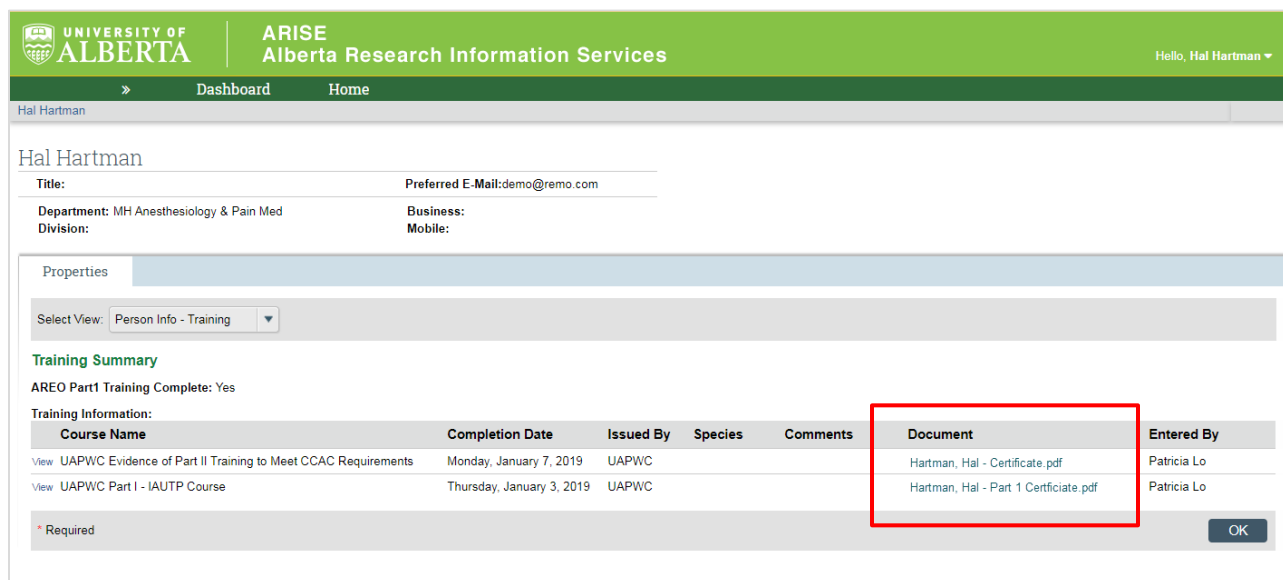 UNIVERSITY OF ALBERTA
ARISE
Alberta Research Information Services
Hello, Hal Hartman
» Dashboard Home
Hal Hartman
Hal Hartman
Title: Preferred E-Mail:demo@remo.com
Department: MH Anesthesiology & Pain Med Business:
Division: Mobile:
Properties
Select View: Person Info - Training
Training Summary
AREO Part1 Training Complete: Yes
Training Information:
Course Name Completion Date Issued By Species Comments Document Entered By
View UAPWC Evidence of Part II Training to Meet CCAC Requirements Monday, January 7, 2019 UAPWC Hartman, Hal - Certificate.pdf Patricia Lo
View UAPWC Part I - IAUTP Course Thursday, January 3, 2019 UAPWC Hartman, Hal - Part 1 Certficiate.pdf Patricia Lo
* Required OK